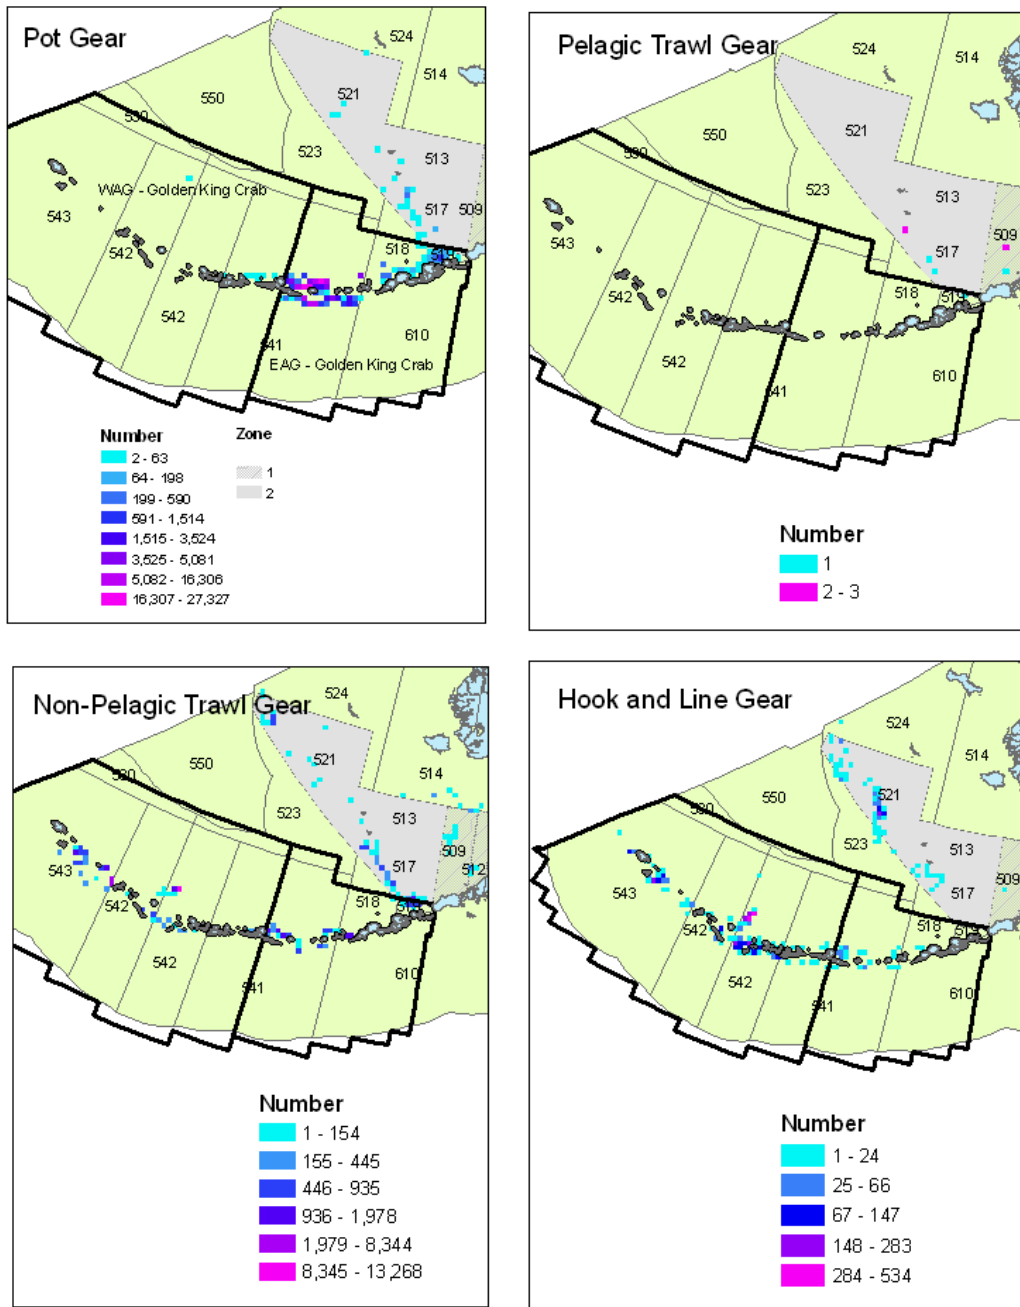 Pot Gear
524
514
521
550
530
523
513
WAG - Golden King Crab
543
517
509
542
518
519
542
541
610
EAG - Golden King Crab
Number
2 - 63
64 - 198
199 - 590
591 - 1,514
1,515 - 3,524
3,525 - 5,081
5,082 - 16,306
16,307 - 27,327
Zone
1
2
Pelagic Trawl Gear
524
514
521
550
530
523
513
543
517
509
542
518
519
542
541
610
Number
1
2 - 3
Non-Pelagic Trawl Gear
524
521
550
514
530
523
513
509
543
517
512
542
518
519
542
541
610
Number
1 - 154
155 - 445
446 - 935
936 - 1,978
1,979 - 8,344
8,345 - 13,268
Hook and Line Gear
524
514
521
550
530
523
513
543
517
509
542
518
519
542
541
610
Number
1 - 24
25 - 66
67 - 147
148 - 283
284 - 534